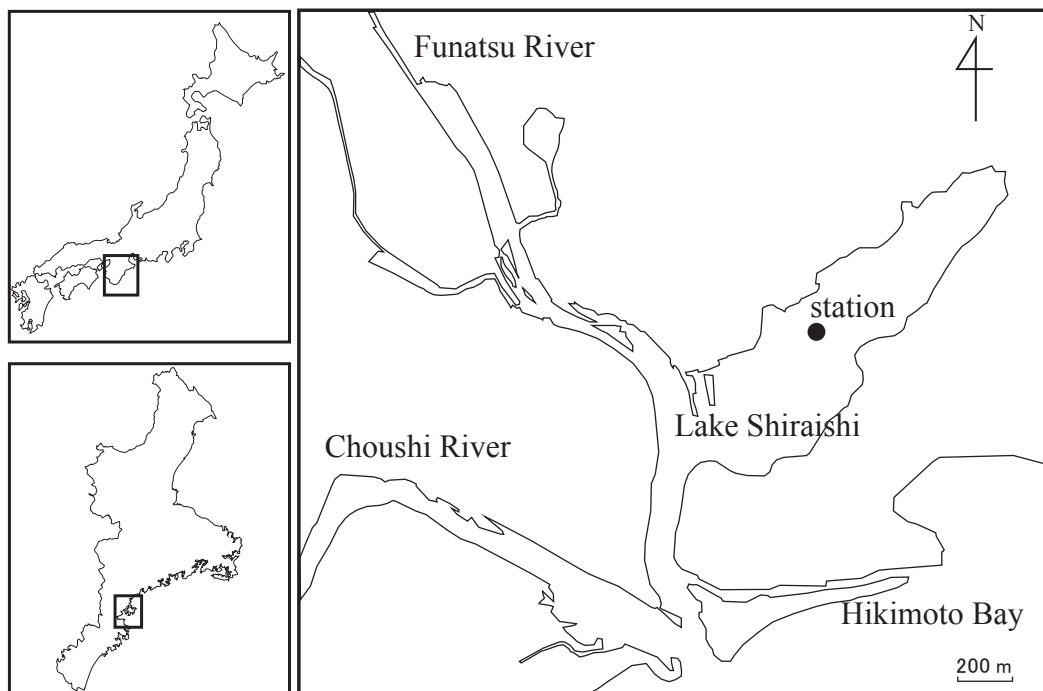 Funatsu River
N
station
Lake Shiraishi
Choushi River
Hikimoto Bay
200 m